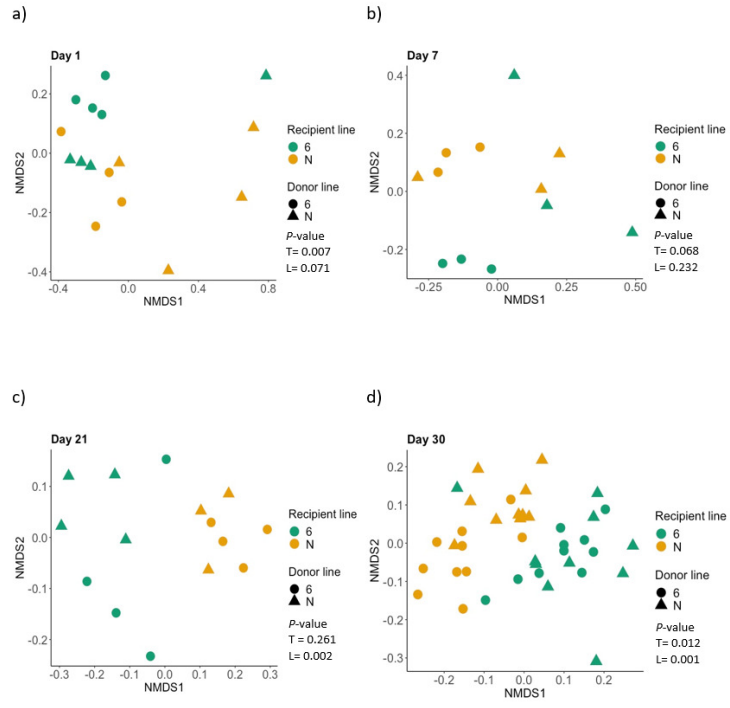 a)
Day 1
NMDS2
0.2
0.0
-0.2
-0.4
-0.4
0.0
0.4
0.8
NMDS1
Recipient line
6
N
Donor line
6
N
P-value
T= 0.007
L= 0.071
b)
Day 7
NMDS2
0.4
0.2
0.0
-0.2
-0.25
0.00
0.25
0.50
NMDS1
Recipient line
6
N
Donor line
6
N
P-value
T= 0.068
L= 0.232
c)
Day 21
NMDS2
0.1
0.0
-0.1
-0.2
-0.3
-0.2
-0.1
0.0
0.1
0.2
0.3
NMDS1
Recipient line
6
N
Donor line
6
N
P-value
T = 0.261
L= 0.002
d)
Day 30
NMDS2
0.2
0.1
0.0
-0.1
-0.2
-0.3
-0.2
-0.1
0.0
0.1
0.2
NMDS1
Recipient line
6
N
Donor line
6
N
P-value
T= 0.012
L= 0.001